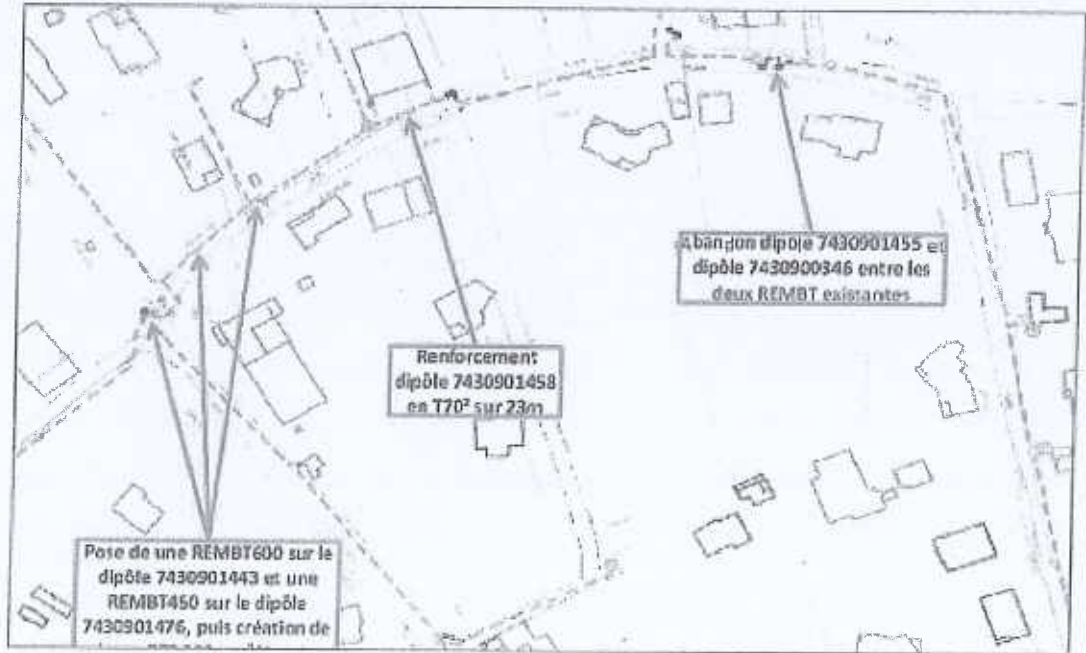 Abandon dipôle 7430901455 et
dipôle 7430900346 entre les
deux REMBT existantes
Renforcement
dipôle 7430901458
en T70² sur 23m
Pose de une REMBT600 sur le
dipôle 7430901443 et une
REMBT450 sur le dipôle
7430901476, puis création de